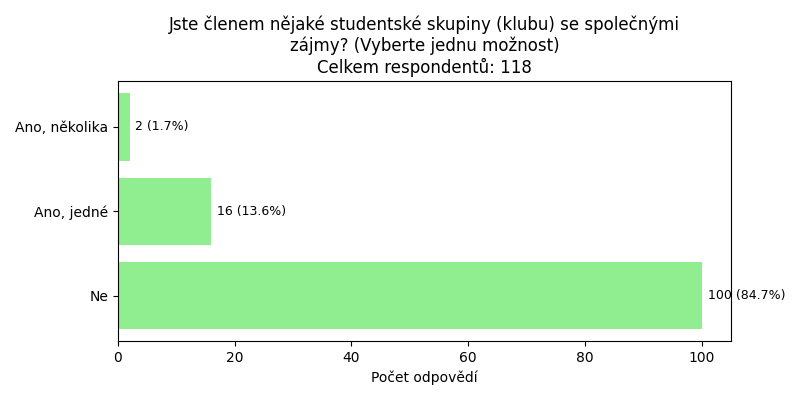 Jste členem nějaké studentské skupiny (klubu) se společnými
zájmy? (Vyberte jednu možnost)
Celkem respondentů: 118
Ano, několika
2 (1.7%)
Ano, jedné
16 (13.6%)
Ne
100 (84.7%)
0 20 40 60 80 100
Počet odpovědí